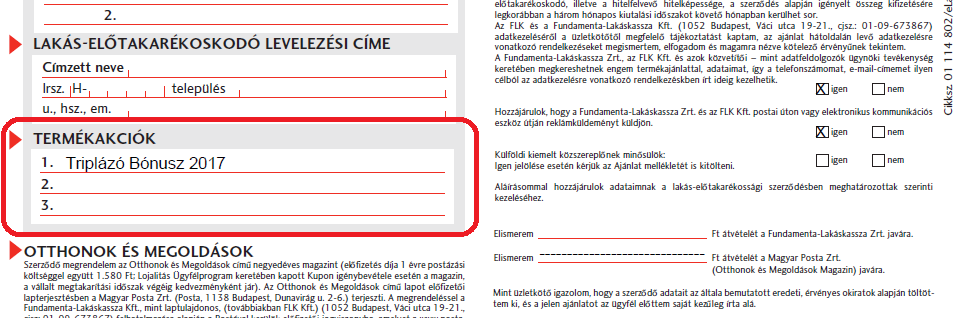 2.
LAKÁS-ELŐTAKARÉKOSKODÓ LEVELEZÉSI CÍME
Címzett neve
Irsz. H- település
u., hsz., em.
TERMÉKAKCIÓK
1. Triplázó Bónusz 2017
2.
3.
OTTHONOK ÉS MEGOLDÁSOK
Szerződő megrendelem az Otthonok és Megoldások című negyedéves magazint (előfizetés díja 1 évre postázási
költséggel együtt 1.580 Ft; Lojalitás Ügyfélprogram keretében kapott Kupon igénybevétele esetén a magazin,
a vállalt megtakarítási időszak végéig kedvezményként jár). Az Otthonok és Megoldások című lapot előfizetői
lapterjesztésben a Magyar Posta Zrt. (Posta, 1138 Budapest, Dunavirág u. 2-6.) terjeszti. A megrendeléssel a
Fundamenta-Lakáskassza Kft., mint laptulajdonos, (továbbiakban FLK Kft.) (1052 Budapest, Váci utca 19-21.,
előtakarékoskodó, illetve a hitelfelvevő hitelképessége, a szerződés alapján igényelt összeg kifizetésére
legkorábban a három hónapos kiutalási időszakot követő hónapban kerülhet sor.
Az FLK és a Fundamenta-Lakáskassza Kft. (1052 Budapest, Váci utca 19-21., cjsz.: 01-09-673867)
adatkezeléséről a üzletkötőtől megfelelő tájékoztatást kaptam, az ajánlat hátoldalán levő adatkezelésre
vonatkozó rendelkezéseket megismertem, elfogadom és magamra nézve kötelező érvényűnek tekintem.
A Fundamenta-Lakáskassza Zrt., az FLK Kft. és azok közvetítői – mint adatfeldolgozók ügynöki tevékenység
keretében megkereshetnek engem termékajánlattal, adataimat, így a telefonszámomat, e-mail-címemet ilyen
célból az adatkezelésre vonatkozó rendelkezésekben írt ideig kezelhetik.
X igen nem
Hozzájárulok, hogy a Fundamenta-Lakáskassza Zrt. és az FLK Kft. postai úton vagy elektronikus kommunikációs
eszköz útján reklámküldeményt küldjön.
X igen nem
Külföldi kiemelt közszereplőnek minősülök:
Igen jelölése esetén kérjük az Ajánlat mellékletét is kitölteni.
igen nem
Aláírásommal hozzájárulok adataimnak a lakás-előtakarékossági szerződésben meghatározottak szerinti
kezeléséhez.
Elismerem Ft átvételét a Fundamenta-Lakáskassza Zrt. javára.
Elismerem Ft átvételét a Magyar Posta Zrt.
(Otthonok és Megoldások Magazin) javára.
Mint üzletkötő igazolom, hogy a szerződő adatait az általa bemutatott eredeti, érvényes okiratok alapján töltöt-
tem ki, és a jelen ajánlatot az ügyfél előttem saját kezűleg írta alá.
Cikksz. 01 114 802/eL